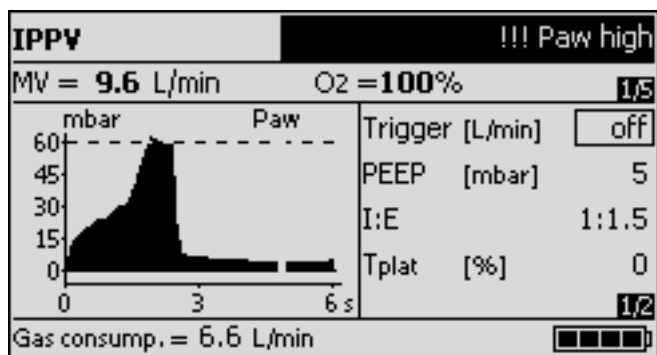 IPPV !!! Paw high
MV = 9.6 L/min O2 =100% 1/5
mbar Paw
60
45
30
15
0
0 3 6 s
Trigger [L/min] off
PEEP [mbar] 5
I:E 1:1.5
Tplat [%] 0
1/2
Gas consump. = 6.6 L/min